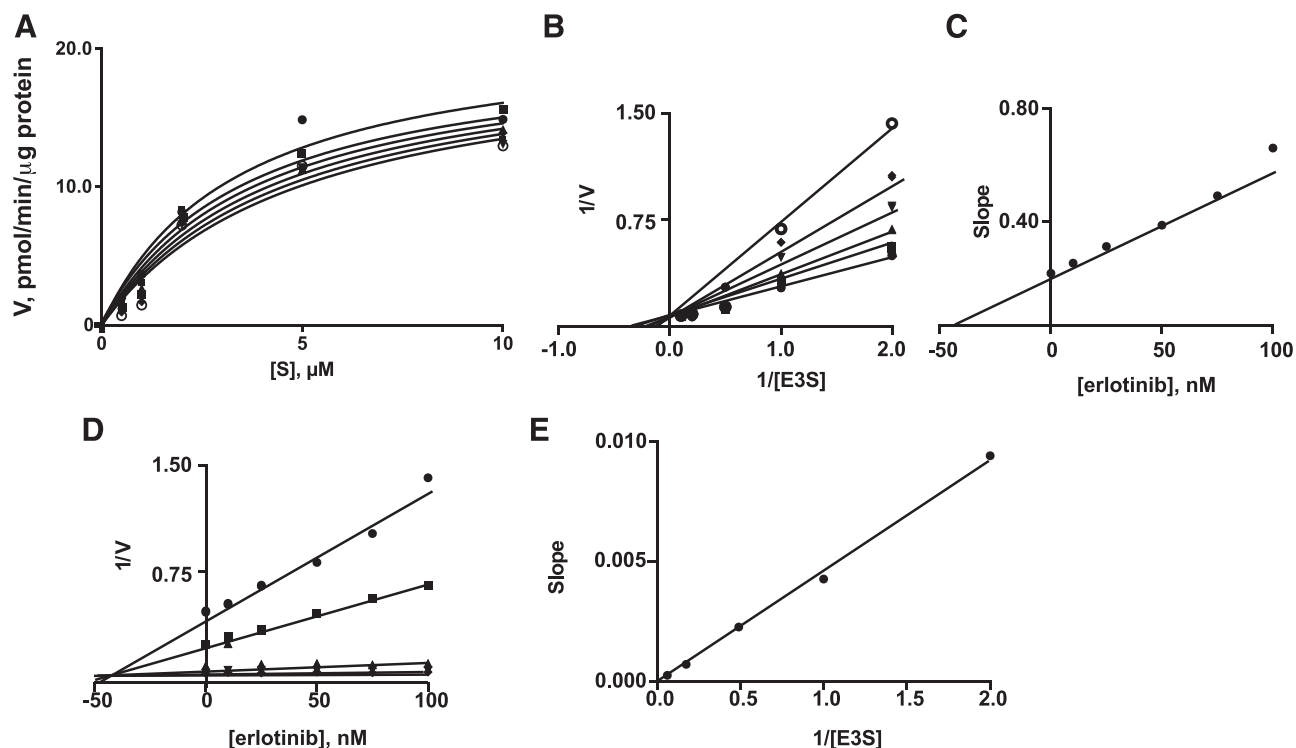 A
V, pmol/min/µg protein
20.0
10.0
0
0
5
10
[S], µM
B
1/V
1.50
0.75
-1.0
0.0
1.0
2.0
1/[E3S]
C
Slope
0.80
0.40
-50
0
50
100
[erlotinib], nM
D
1/V
1.50
0.75
-50
0
50
100
[erlotinib], nM
E
Slope
0.010
0.005
0.000
0.0
0.5
1.0
1.5
2.0
1/[E3S]